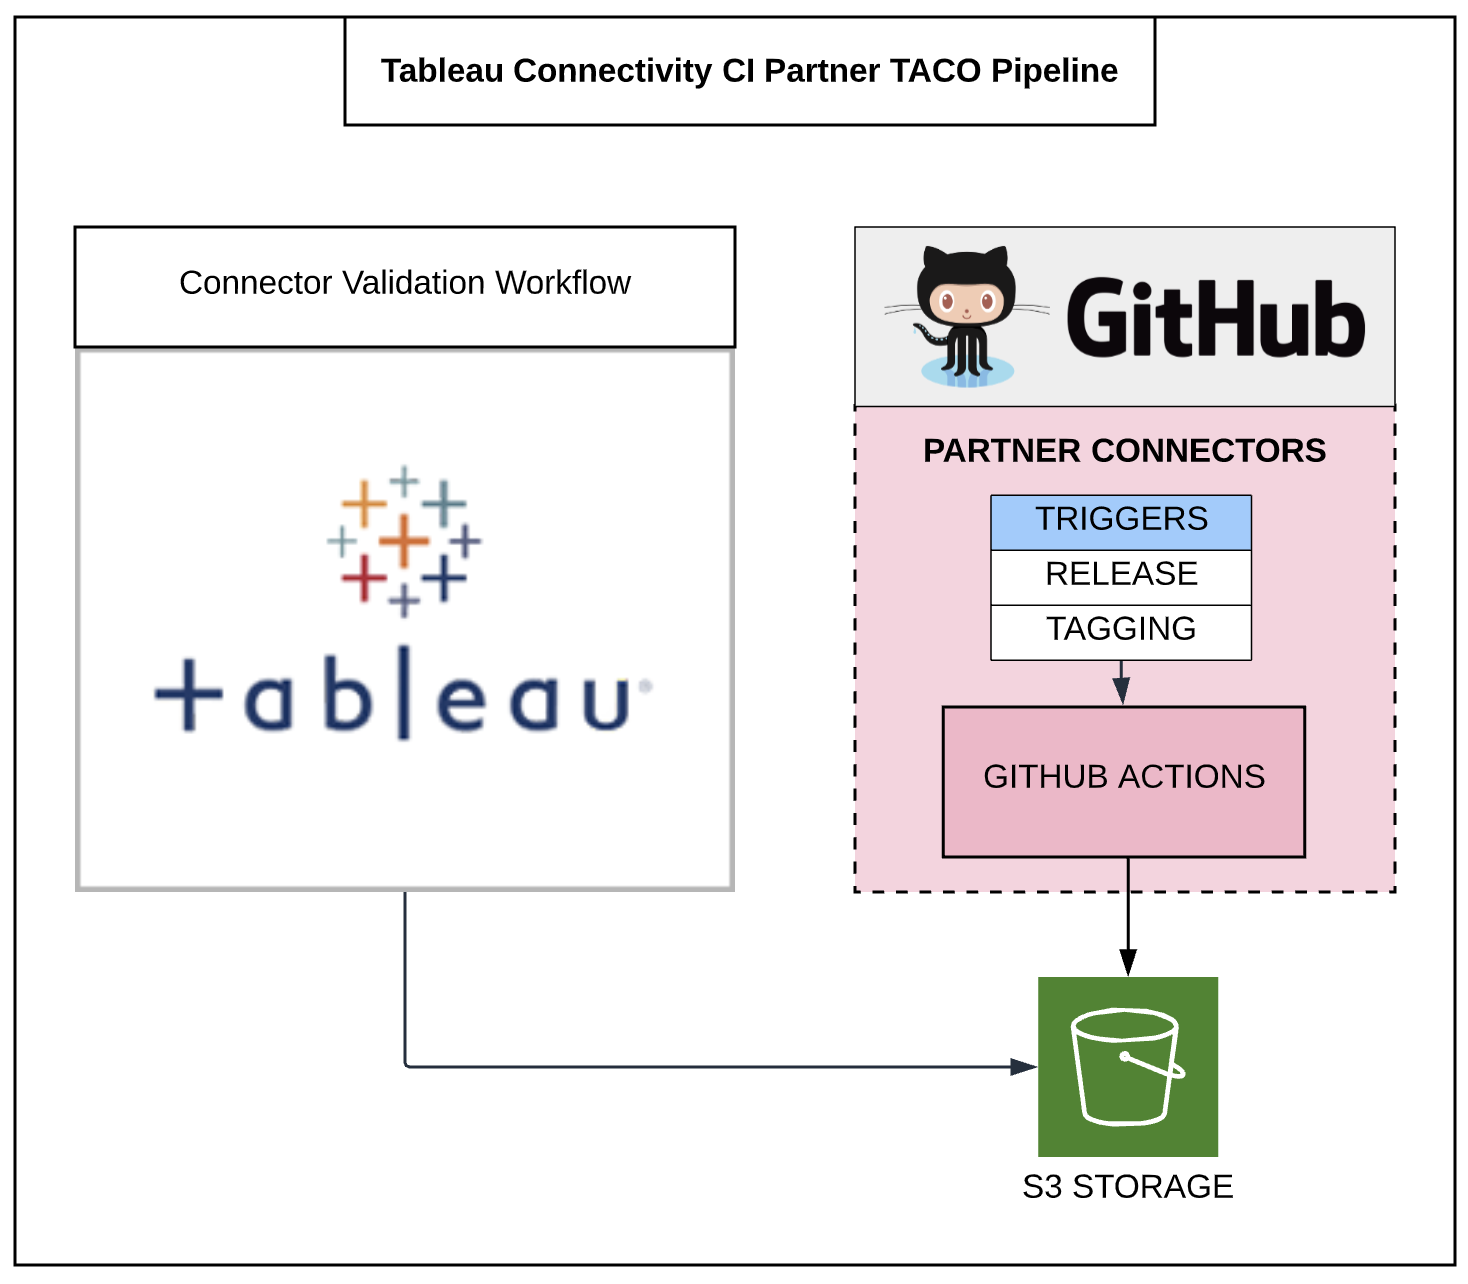 Tableau Connectivity CI Partner TACO Pipeline
Connector Validation Workflow
+ableau®
GitHub
PARTNER CONNECTORS
TRIGGERS
RELEASE
TAGGING
GITHUB ACTIONS
S3 STORAGE